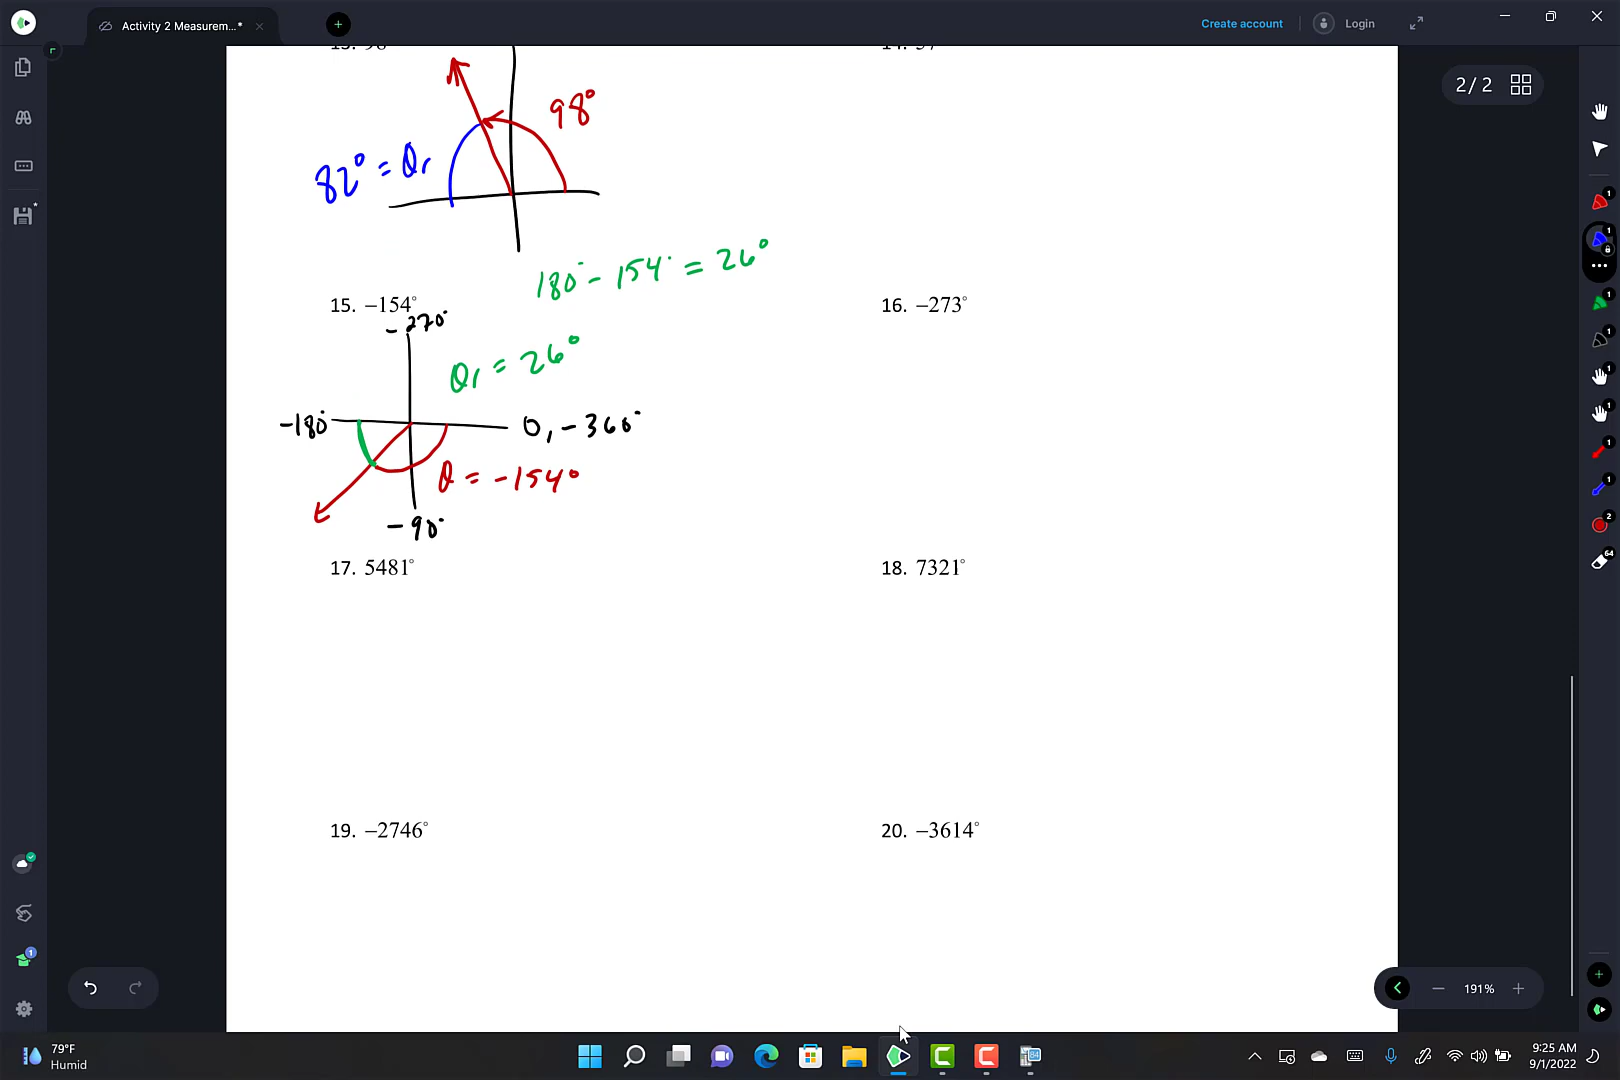 Activity 2 Measurem...*
Create account
Login
2/2
98°
82° = θr
180° - 154° = 26°
15. −154°
16. −273°
-270°
θr = 26°
-180°
0, -360°
θ = -154°
-90°
17. 5481°
18. 7321°
19. −2746°
20. −3614°
191%
79°F
Humid
9:25 AM
9/1/2022